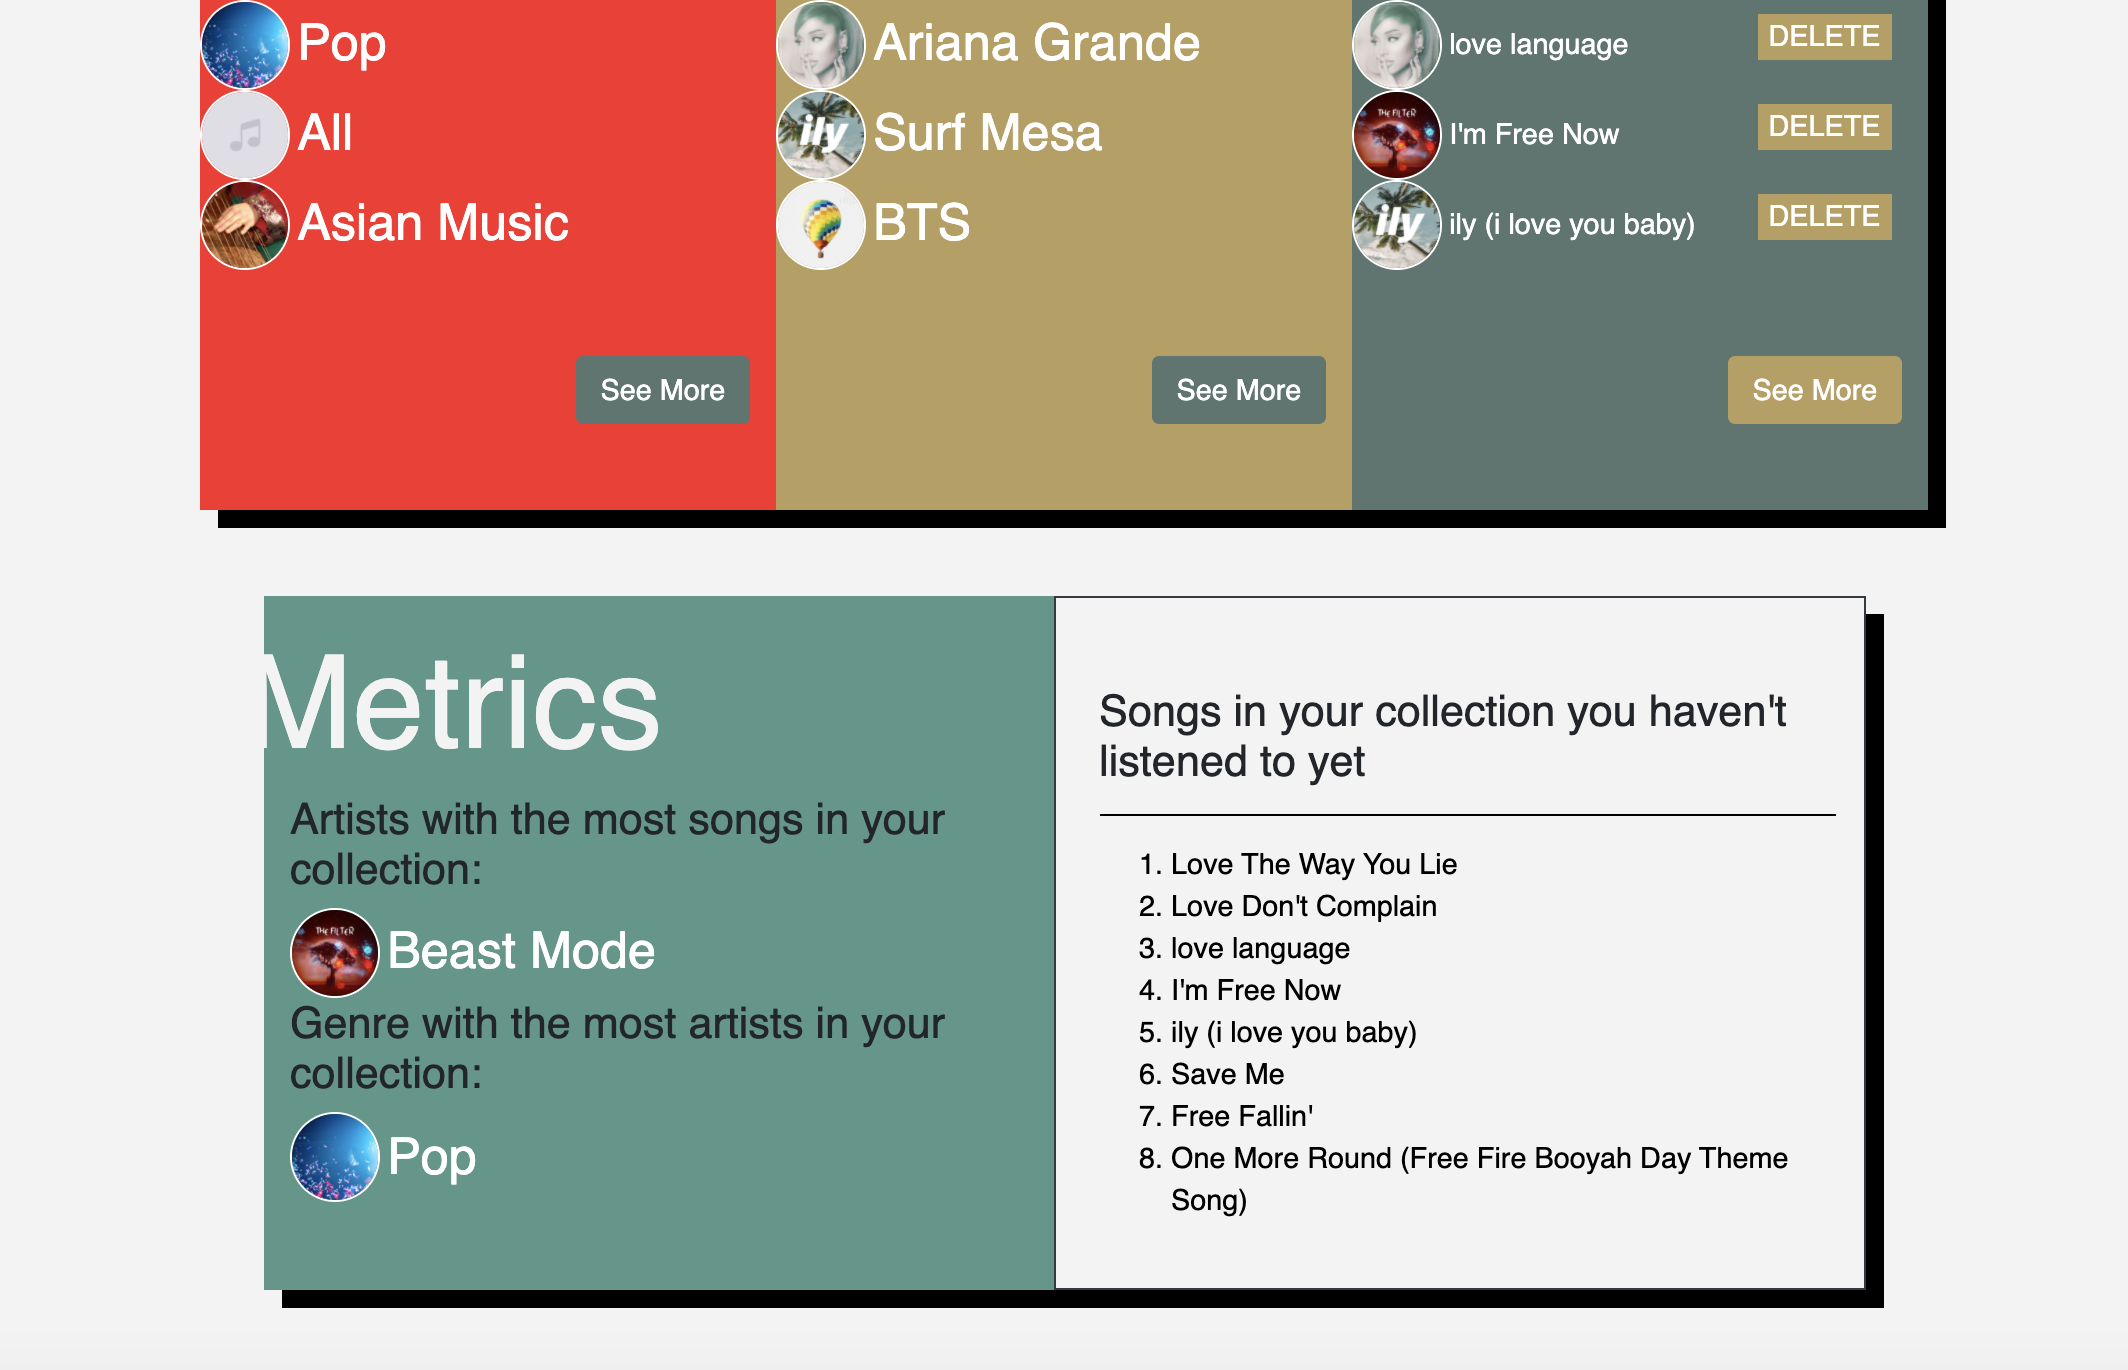 Pop
All
Asian Music
See More
Ariana Grande
ily
Surf Mesa
BTS
See More
love language
DELETE
THE FILTER
I'm Free Now
DELETE
ily
ily (i love you baby)
DELETE
See More
Metrics
Artists with the most songs in your
collection:
THE FILTER
Beast Mode
Genre with the most artists in your
collection:
Pop
Songs in your collection you haven't
listened to yet
1. Love The Way You Lie
2. Love Don't Complain
3. love language
4. I'm Free Now
5. ily (i love you baby)
6. Save Me
7. Free Fallin'
8. One More Round (Free Fire Booyah Day Theme
Song)